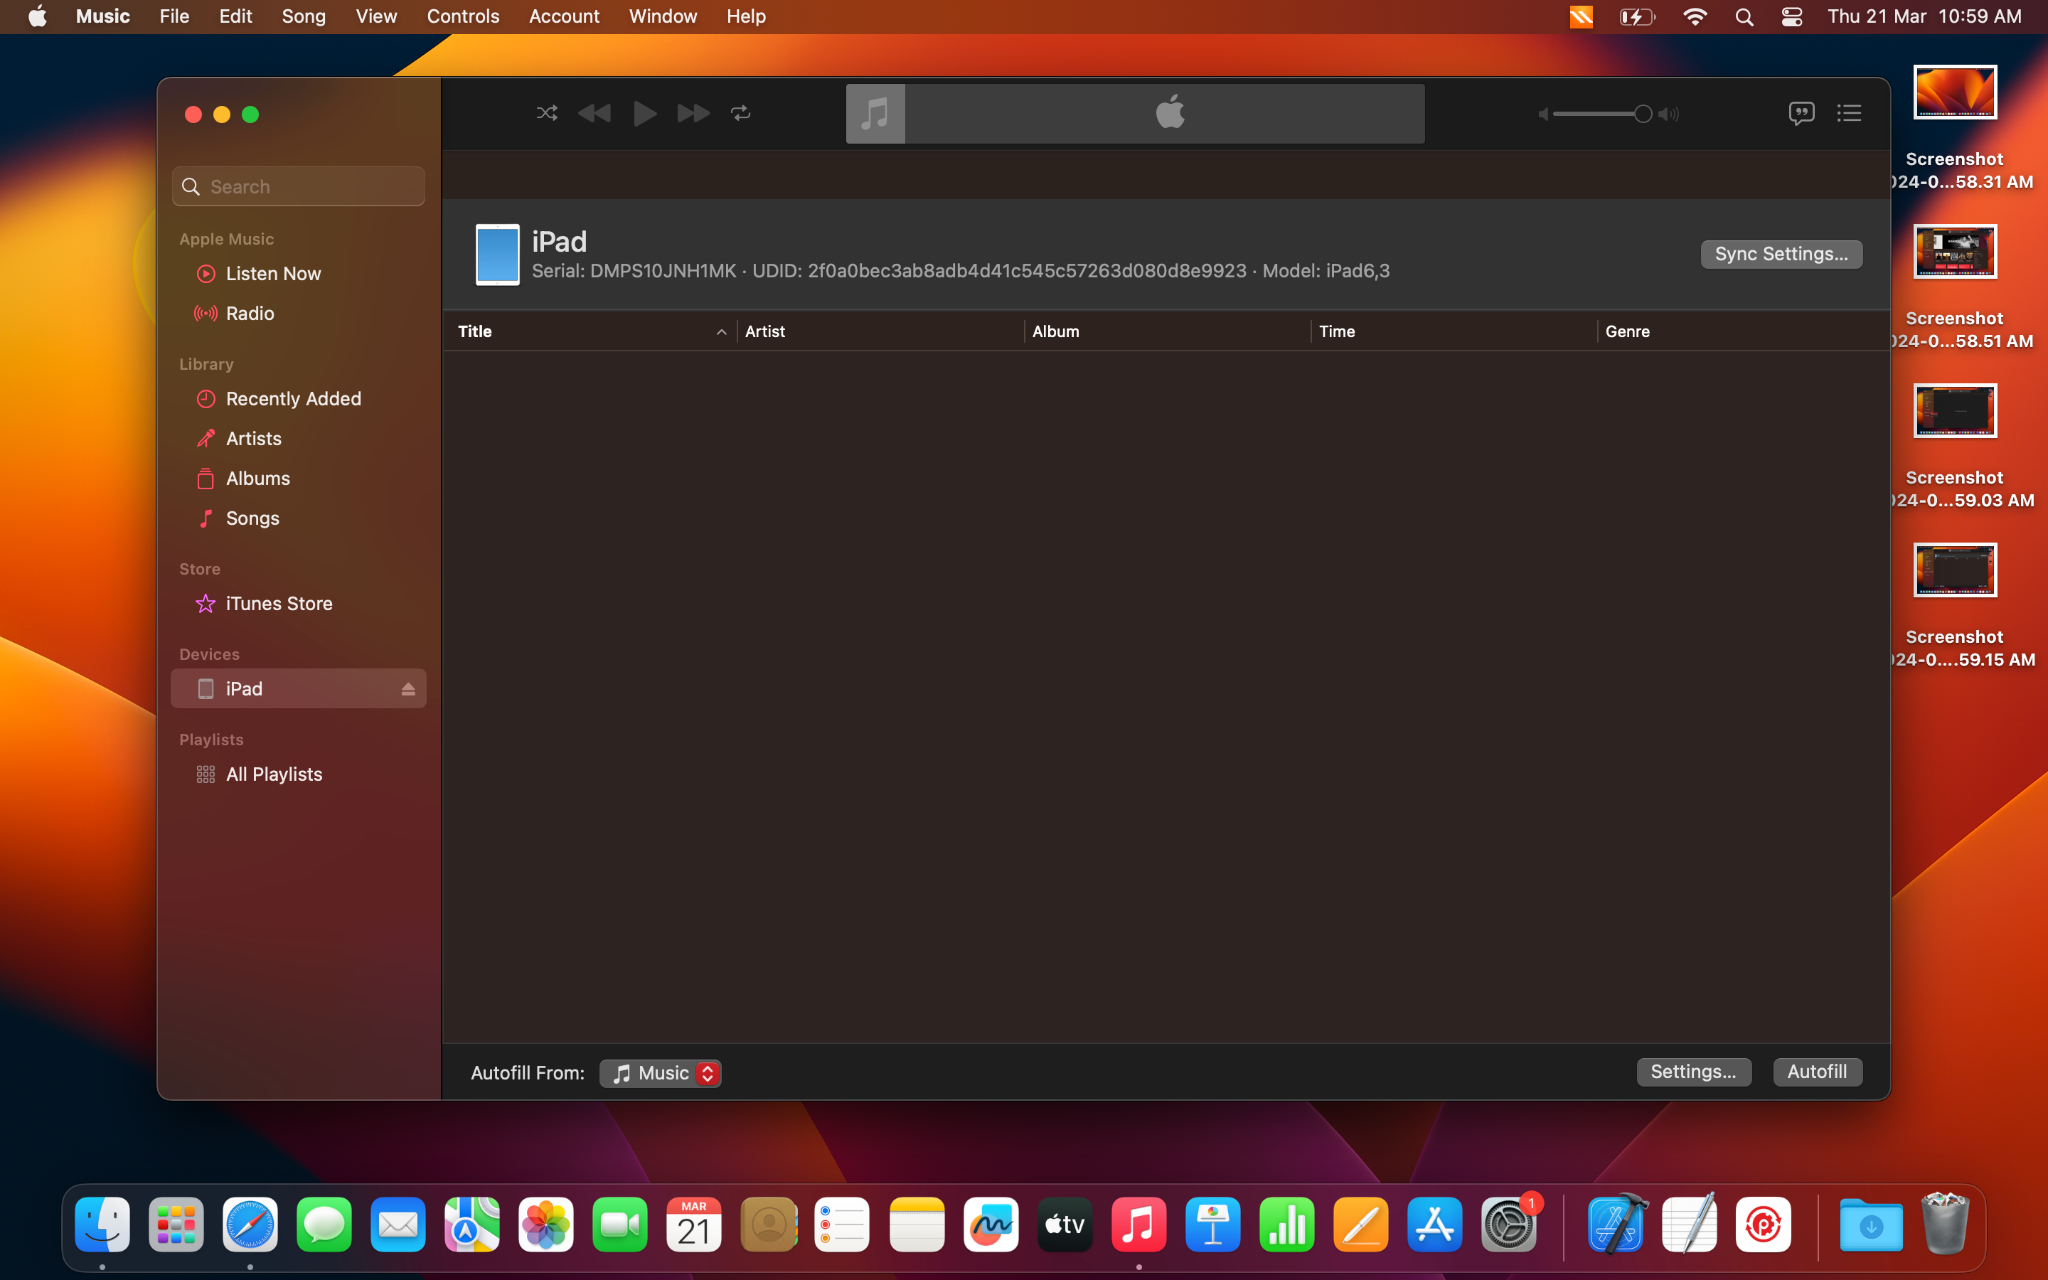 Music File Edit Song View Controls Account Window Help Thu 21 Mar 10:59 AM
Search
Apple Music
Listen Now
Radio
Library
Recently Added
Artists
Albums
Songs
Store
iTunes Store
Devices
iPad
Playlists
All Playlists
iPad
Serial: DMPS10JNH1MK · UDID: 2f0a0bec3ab8adb4d41c545c57263d080d8e9923 · Model: iPad6,3
Sync Settings...
Title Artist Album Time Genre
Autofill From: Music Settings... Autofill
Screenshot
024-0...58.31 AM
Screenshot
024-0...58.51 AM
Screenshot
024-0...59.03 AM
Screenshot
024-0....59.15 AM
MAR
21
tv
1